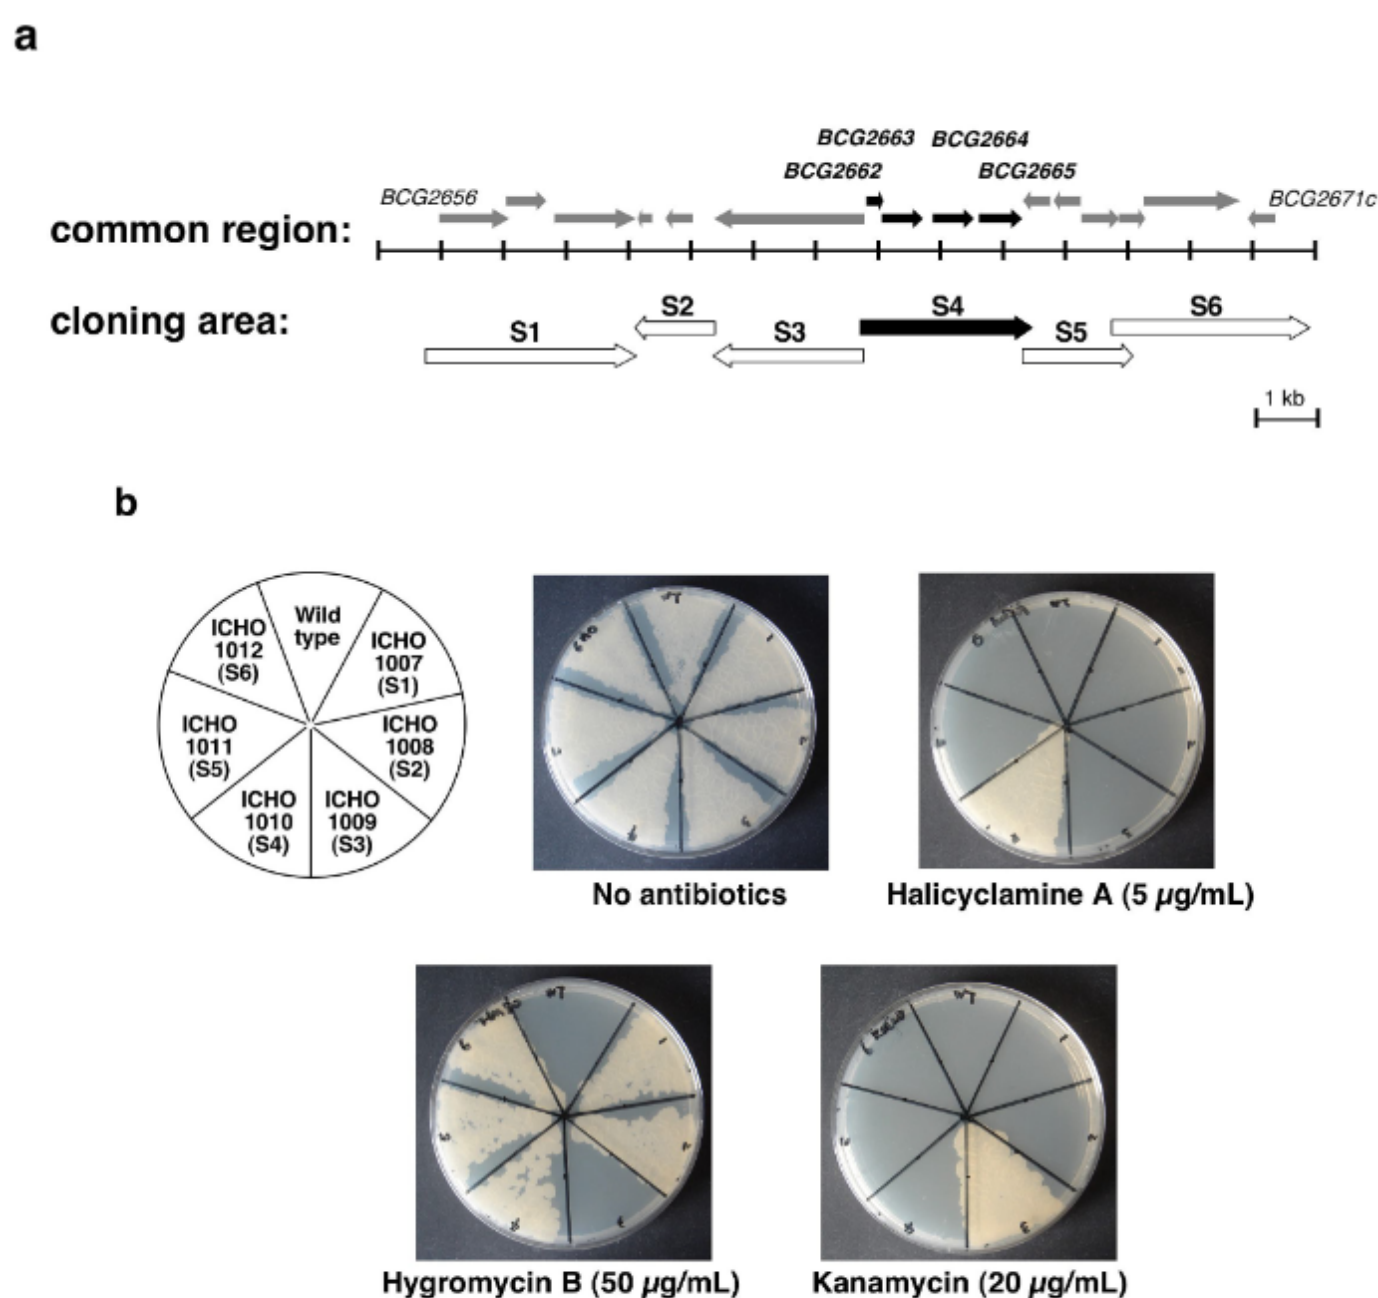 a
BCG2663 BCG2664
BCG2662 BCG2665
BCG2656 BCG2671c
common region:
cloning area:
S1 S2 S3 S4 S5 S6
1 kb
b
Wild
type
ICHO
1007
(S1)
ICHO
1008
(S2)
ICHO
1009
(S3)
ICHO
1010
(S4)
ICHO
1011
(S5)
ICHO
1012
(S6)
No antibiotics
Halicyclamine A (5 µg/mL)
Hygromycin B (50 µg/mL)
Kanamycin (20 µg/mL)